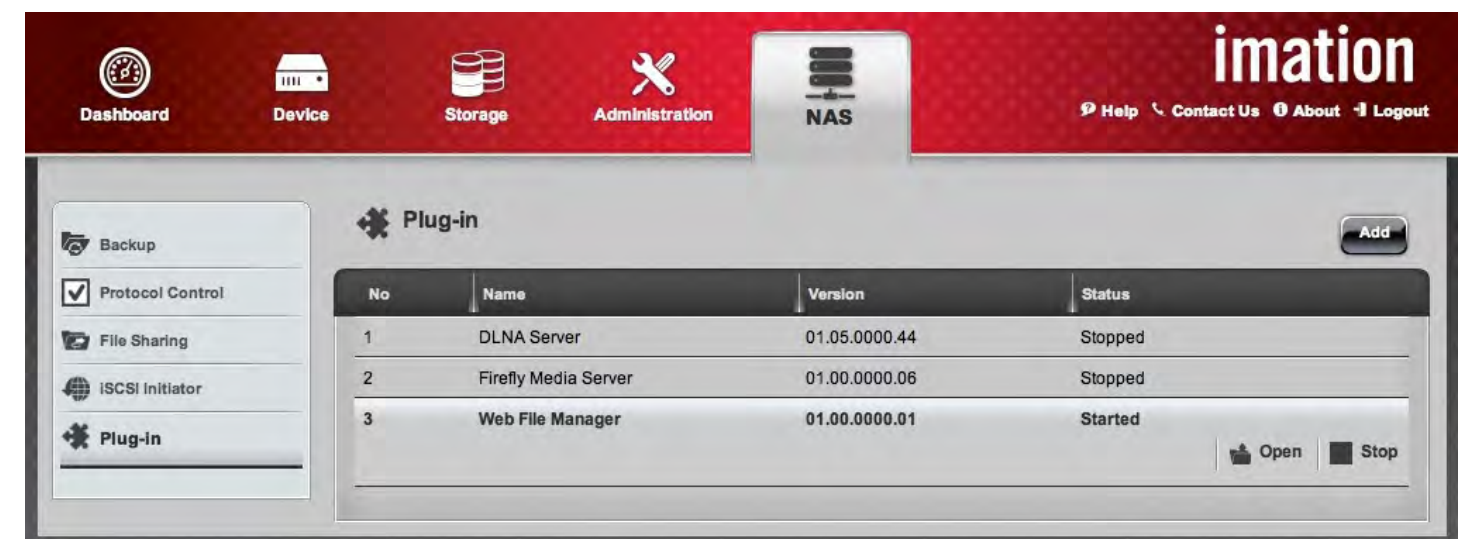 imation
Dashboard Device Storage Administration NAS
Help Contact Us About Logout
Backup
Protocol Control
File Sharing
iSCSI Initiator
Plug-in
Plug-in
Add
No Name Version Status
1 DLNA Server 01.05.0000.44 Stopped
2 Firefly Media Server 01.00.0000.06 Stopped
3 Web File Manager 01.00.0000.01 Started
Open Stop